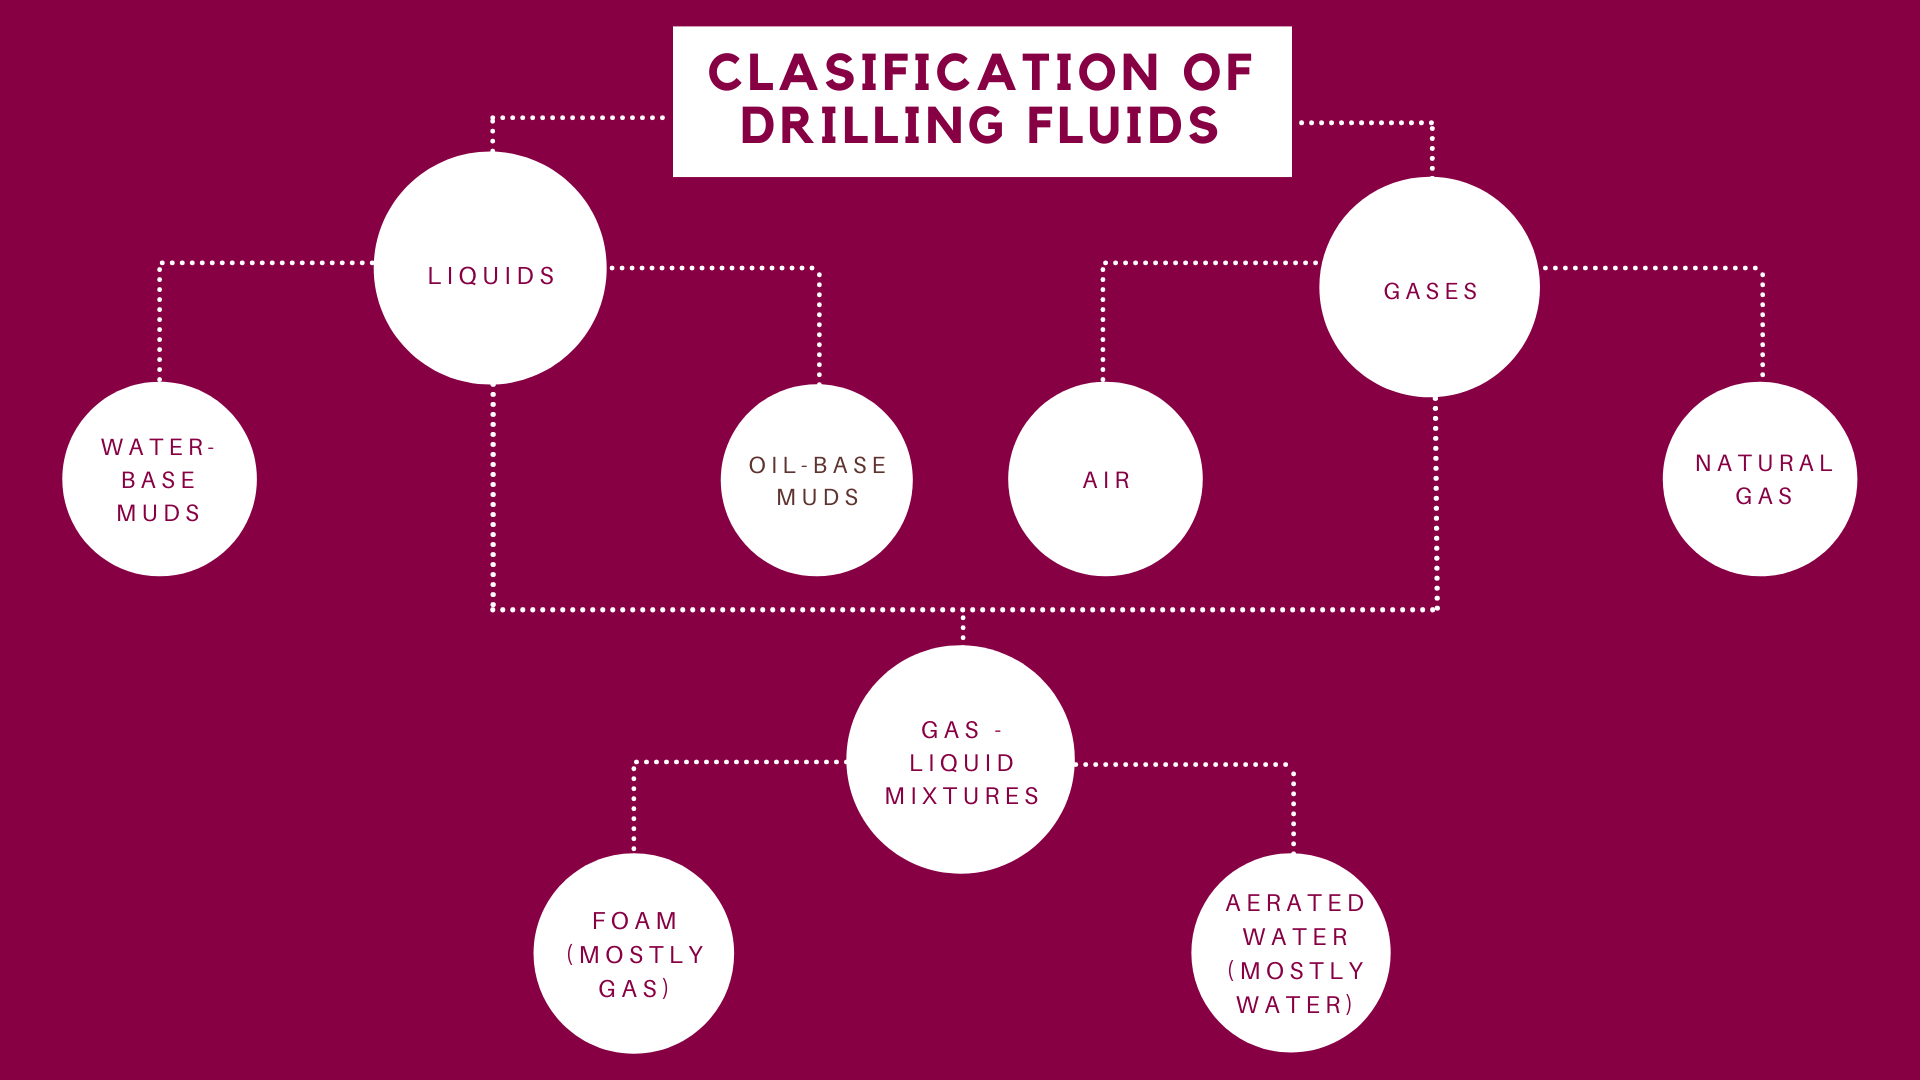 CLASIFICATION OF
DRILLING FLUIDS
LIQUIDS
GASES
WATER-
BASE
MUDS
OIL-BASE
MUDS
AIR
NATURAL
GAS
GAS -
LIQUID
MIXTURES
FOAM
(MOSTLY
GAS)
AERATED
WATER
(MOSTLY
WATER)